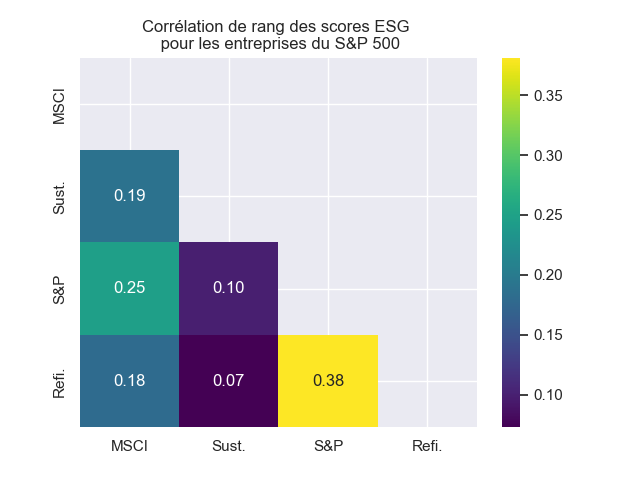 Corrélation de rang des scores ESG
pour les entreprises du S&P 500
MSCI
Sust.
S&P
Refi.
0.19
0.25 0.10
0.18 0.07 0.38
MSCI Sust. S&P Refi.
0.35
0.30
0.25
0.20
0.15
0.10